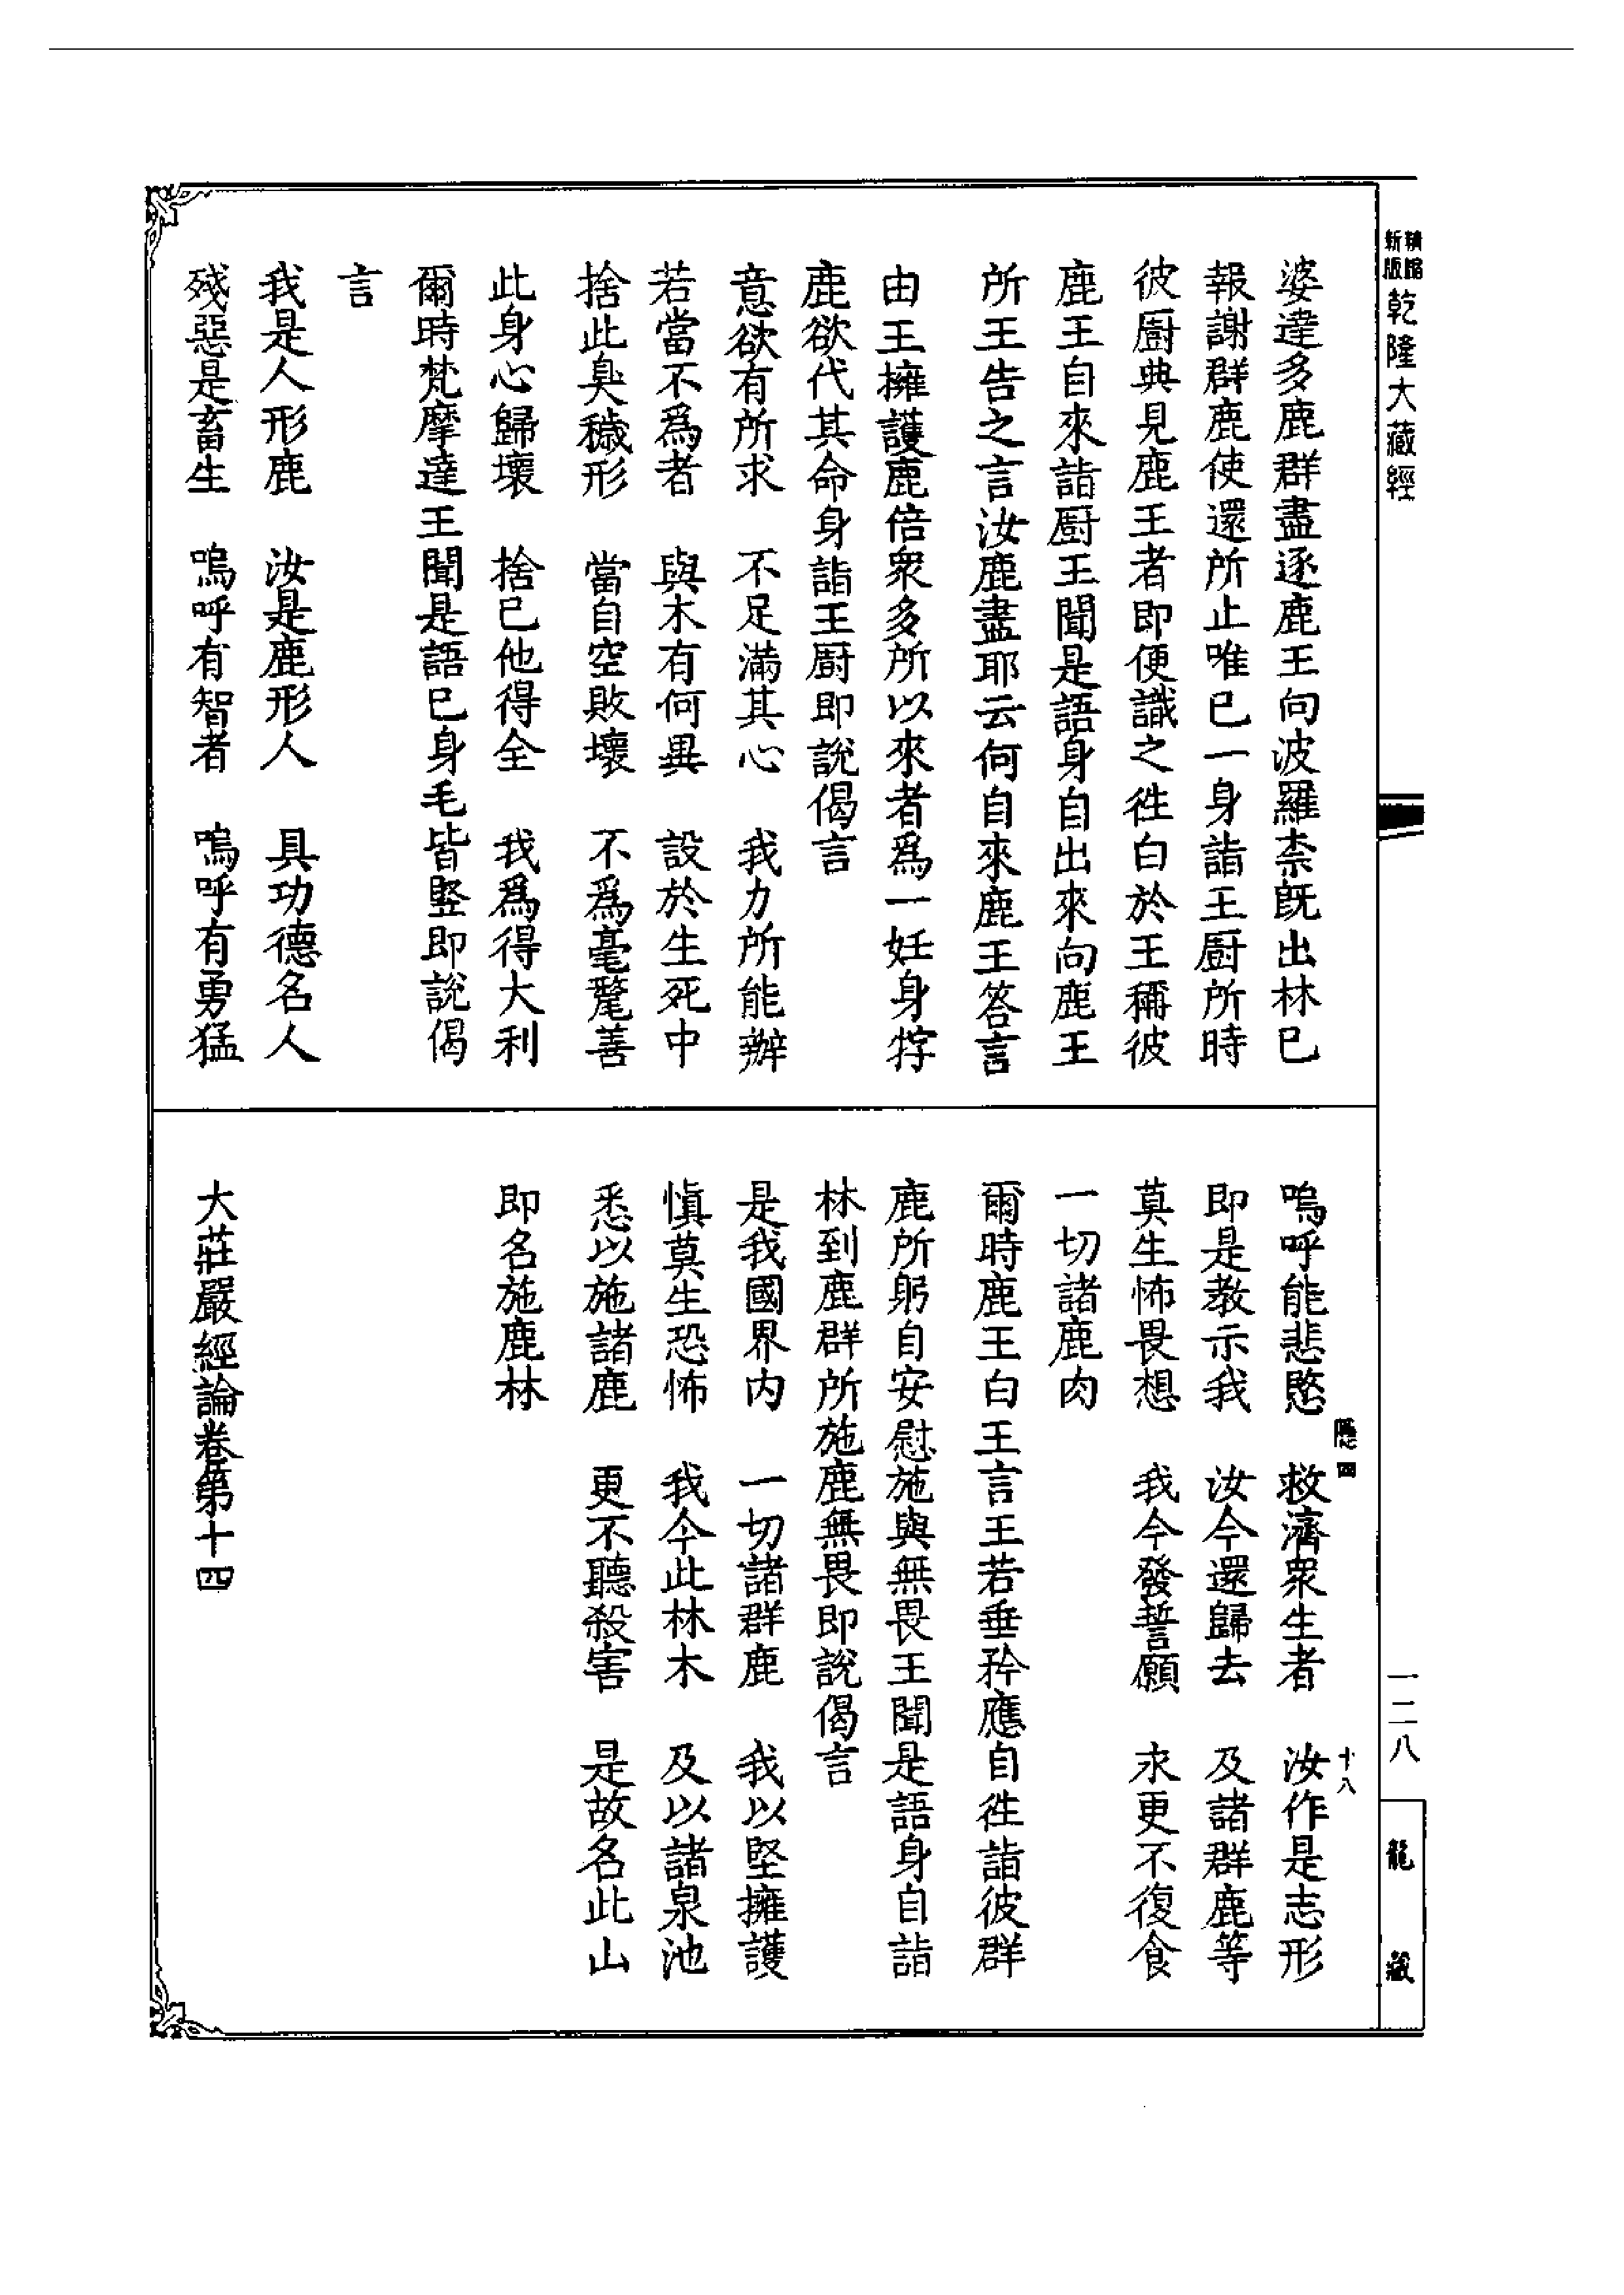 新版精縮
乾隆大藏經
一二八
龍藏
婆達多鹿群盡逐鹿王向波羅柰既出林已
報謝群鹿使還所止唯已一身詣王厨所時
彼厨典見鹿王者即便識之徃白於王稱彼
鹿王自來詣厨王聞是語身自出來向鹿王
所王告之言汝鹿盡耶云何自來鹿王答言
由王擁護鹿倍衆多所以來者爲一妊身牸
鹿欲代其命身詣王厨即說偈言
意欲有所求　不足滿其心　我力所能辦
若當不爲者　與木有何異　設於生死中
捨此臭穢形　當自空敗壞　不爲毫氂善
此身心歸壞　捨已他得全　我爲得大利
爾時梵摩達王聞是語已身毛皆竪即說偈
言
我是人形鹿　汝是鹿形人　具功德名人
殘惡是畜生　嗚呼有智者　嗚呼有勇猛
隱四　十八
嗚呼能悲愍　救濟衆生者　汝作是志形
即是教示我　汝今還歸去　及諸群鹿等
莫生怖畏想　我今發誓願　永更不復食
一切諸鹿肉
爾時鹿王白王言王若垂矜應自徃詣彼群
鹿所躬自安慰施與無畏王聞是語身自詣
林到鹿群所施鹿無畏即說偈言
是我國界内　一切諸群鹿　我以堅擁護
慎莫生恐怖　我今此林木　及以諸泉池
悉以施諸鹿　更不聽殺害　是故名此山
即名施鹿林
大莊嚴經論卷第十四